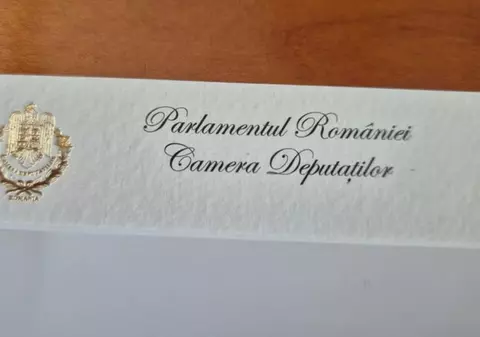 Parlamentul României
Camera Deputaților